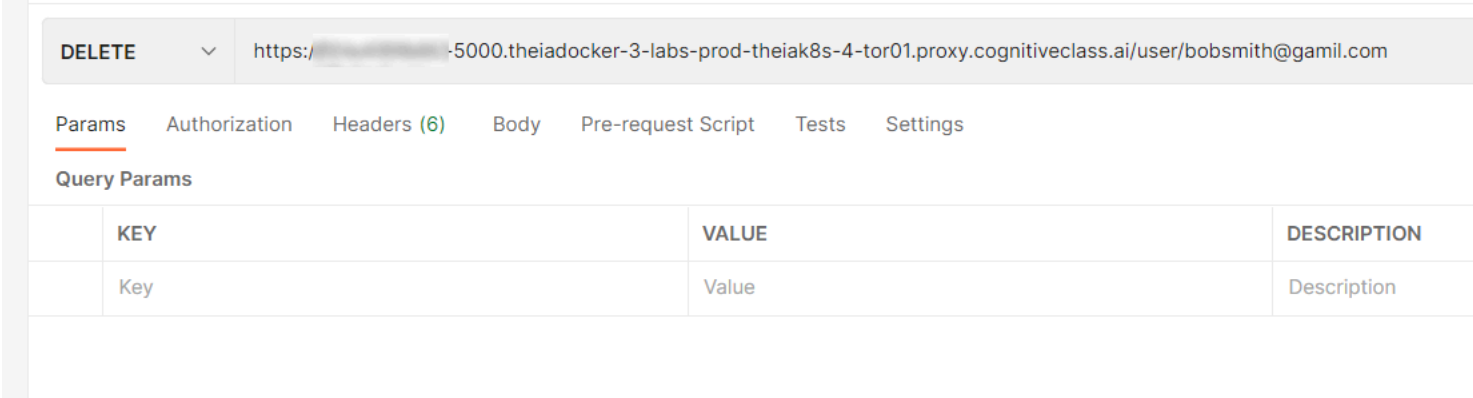 DELETE https:/ -5000.theiadocker-3-labs-prod-theiak8s-4-tor01.proxy.cognitiveclass.ai/user/bobsmith@gamil.com
Params Authorization Headers (6) Body Pre-request Script Tests Settings
Query Params
KEY VALUE DESCRIPTION
Key Value Description